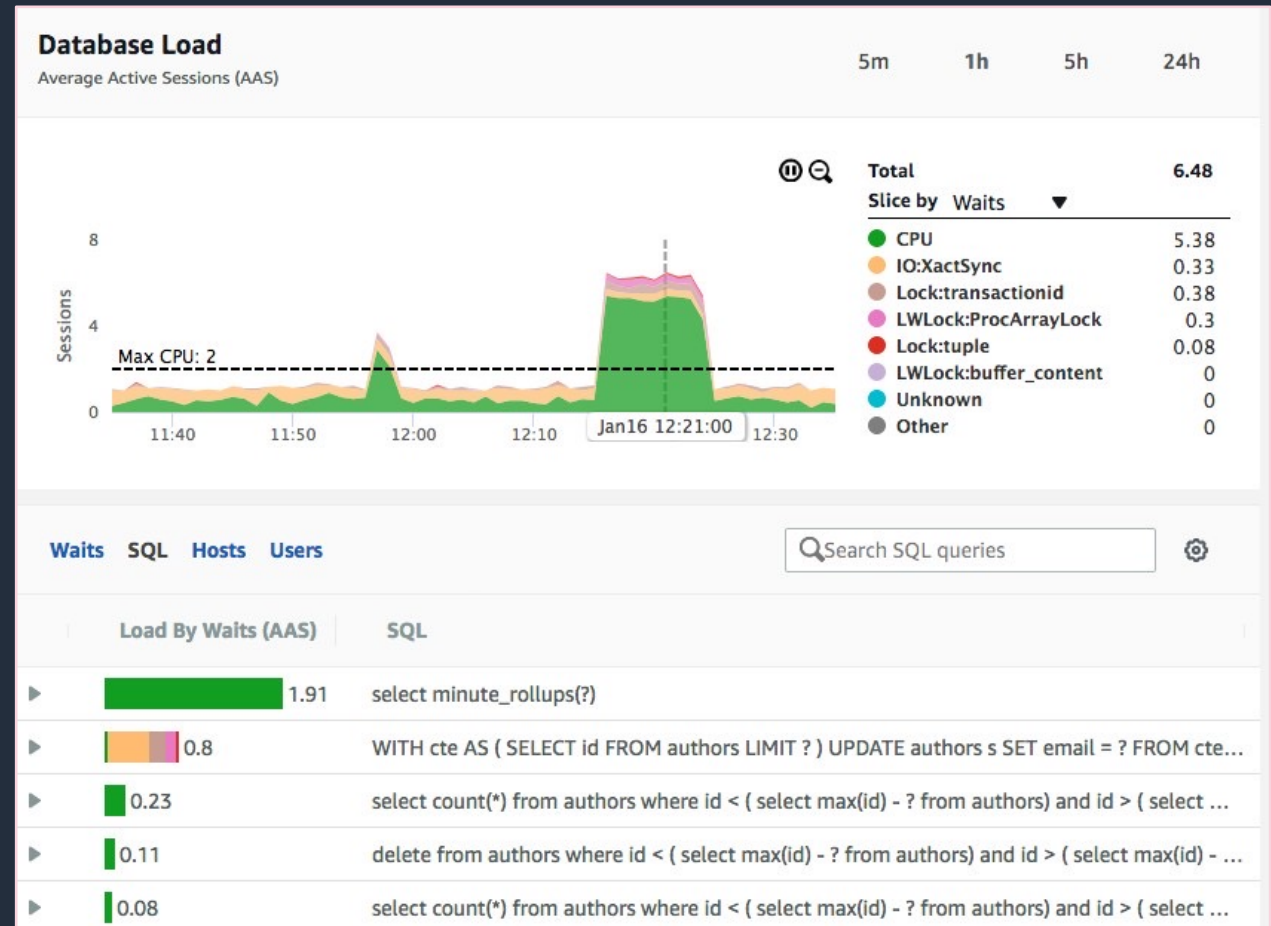 Database Load
Average Active Sessions (AAS)
5m 1h 5h 24h
Total 6.48
Slice by Waits
CPU 5.38
IO:XactSync 0.33
Lock:transactionid 0.38
LWLock:ProcArrayLock 0.3
Lock:tuple 0.08
LWLock:buffer_content 0
Unknown 0
Other 0
Sessions
8
4
0
Max CPU: 2
11:40 11:50 12:00 12:10 Jan16 12:21:00 12:30
Waits SQL Hosts Users
Search SQL queries
Load By Waits (AAS) SQL
1.91 select minute_rollups(?)
0.8 WITH cte AS ( SELECT id FROM authors LIMIT ? ) UPDATE authors s SET email = ? FROM cte...
0.23 select count(*) from authors where id < ( select max(id) - ? from authors) and id > ( select ...
0.11 delete from authors where id < ( select max(id) - ? from authors) and id > ( select max(id) - ...
0.08 select count(*) from authors where id < ( select max(id) - ? from authors) and id > ( select ...